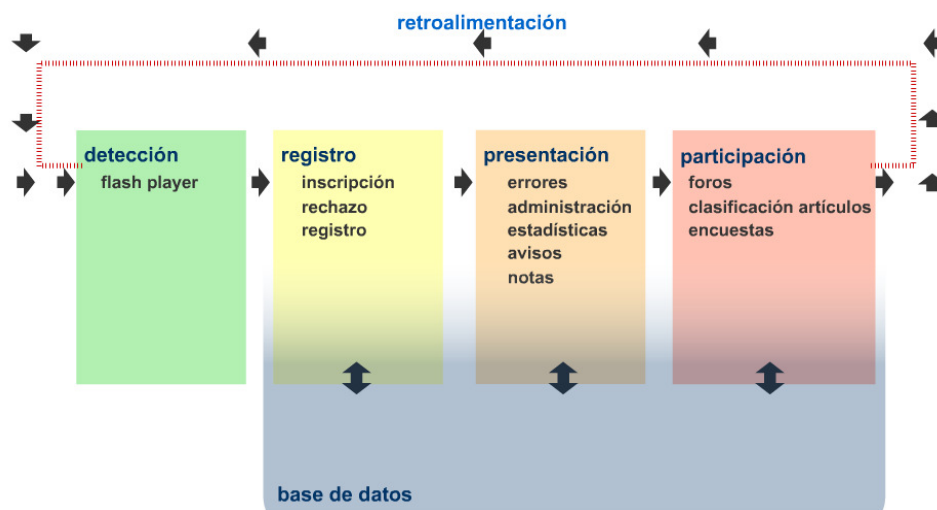 retroalimentación
detección
flash player
registro
inscripción
rechazo
registro
presentación
errores
administración
estadísticas
avisos
notas
participación
foros
clasificación artículos
encuestas
base de datos